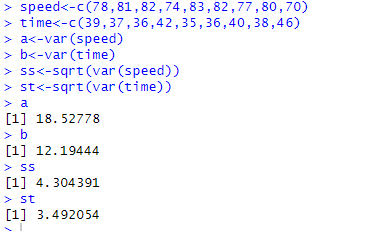 > speed<-c(78,81,82,74,83,82,77,80,70)
> time<-c(39,37,36,42,35,36,40,38,46)
> a<-var(speed)
> b<-var(time)
> ss<-sqrt(var(speed))
> st<-sqrt(var(time))
> a
[1] 18.52778
> b
[1] 12.19444
> ss
[1] 4.304391
> st
[1] 3.492054
>